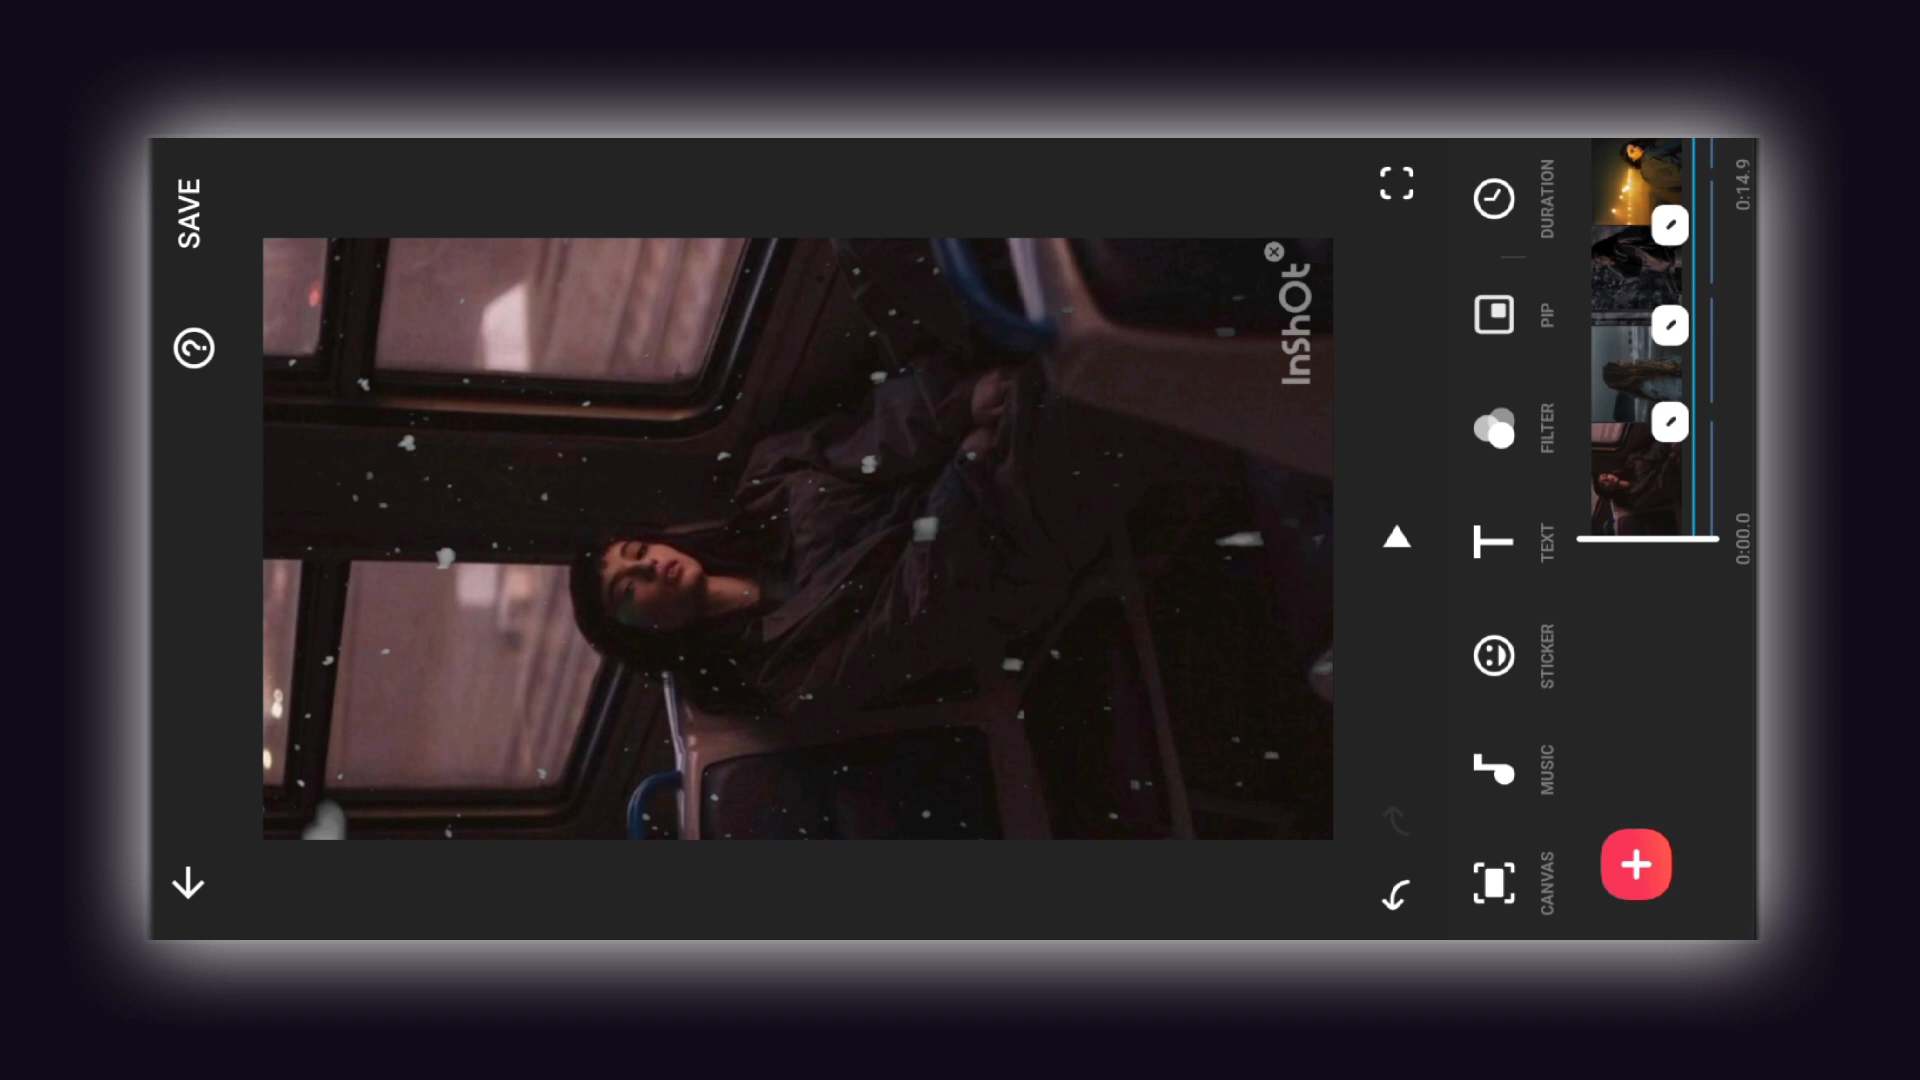 SAVE
InShOt
CANVAS
MUSIC
STICKER
TEXT
FILTER
PIP
DURATION
0:00.0
0:14.9